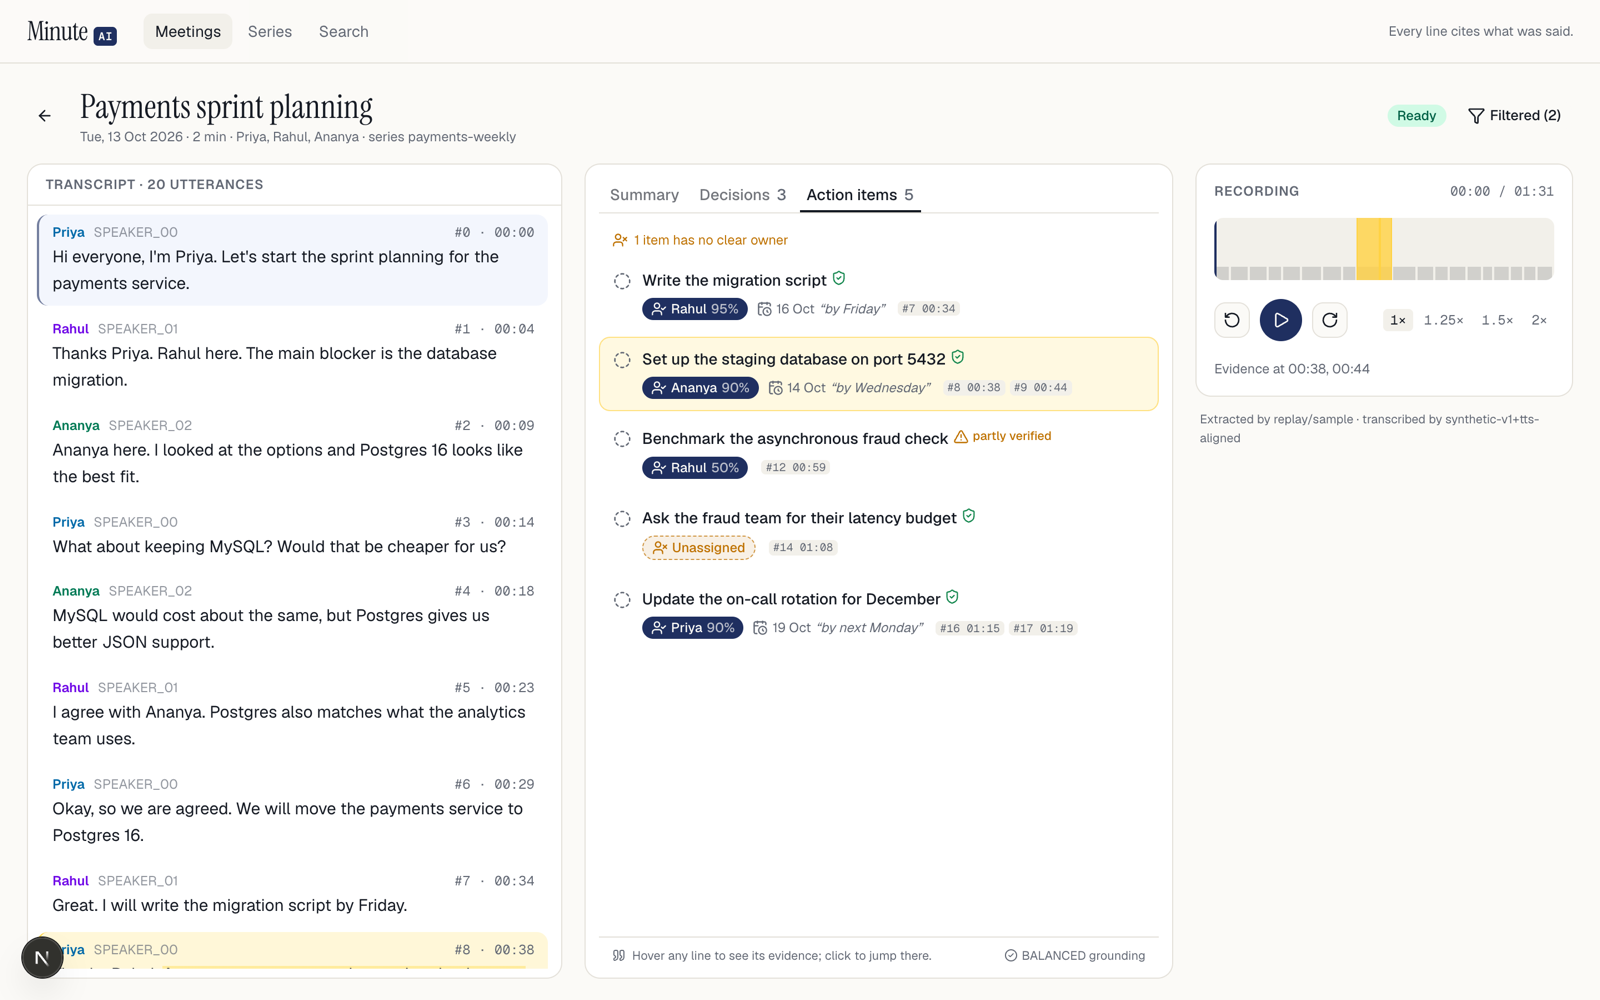 Minute AI
Meetings
Series
Search
Every line cites what was said.
Payments sprint planning
Tue, 13 Oct 2026 · 2 min · Priya, Rahul, Ananya · series payments-weekly
Ready
Filtered (2)
TRANSCRIPT · 20 UTTERANCES
Priya SPEAKER_00 #0 · 00:00
Hi everyone, I'm Priya. Let's start the sprint planning for the
payments service.
Rahul SPEAKER_01 #1 · 00:04
Thanks Priya. Rahul here. The main blocker is the database
migration.
Ananya SPEAKER_02 #2 · 00:09
Ananya here. I looked at the options and Postgres 16 looks like
the best fit.
Priya SPEAKER_00 #3 · 00:14
What about keeping MySQL? Would that be cheaper for us?
Ananya SPEAKER_02 #4 · 00:18
MySQL would cost about the same, but Postgres gives us
better JSON support.
Rahul SPEAKER_01 #5 · 00:23
I agree with Ananya. Postgres also matches what the analytics
team uses.
Priya SPEAKER_00 #6 · 00:29
Okay, so we are agreed. We will move the payments service to
Postgres 16.
Rahul SPEAKER_01 #7 · 00:34
Great. I will write the migration script by Friday.
riya SPEAKER_00 #8 · 00:38
N
Summary
Decisions 3
Action items 5
1 item has no clear owner
Write the migration script
Rahul 95% 16 Oct “by Friday” #7 00:34
Set up the staging database on port 5432
Ananya 90% 14 Oct “by Wednesday” #8 00:38 #9 00:44
Benchmark the asynchronous fraud check partly verified
Rahul 50% #12 00:59
Ask the fraud team for their latency budget
Unassigned #14 01:08
Update the on-call rotation for December
Priya 90% 19 Oct “by next Monday” #16 01:15 #17 01:19
Hover any line to see its evidence; click to jump there.
BALANCED grounding
RECORDING 00:00 / 01:31
1× 1.25× 1.5× 2×
Evidence at 00:38, 00:44
Extracted by replay/sample · transcribed by synthetic-v1+tts-
aligned